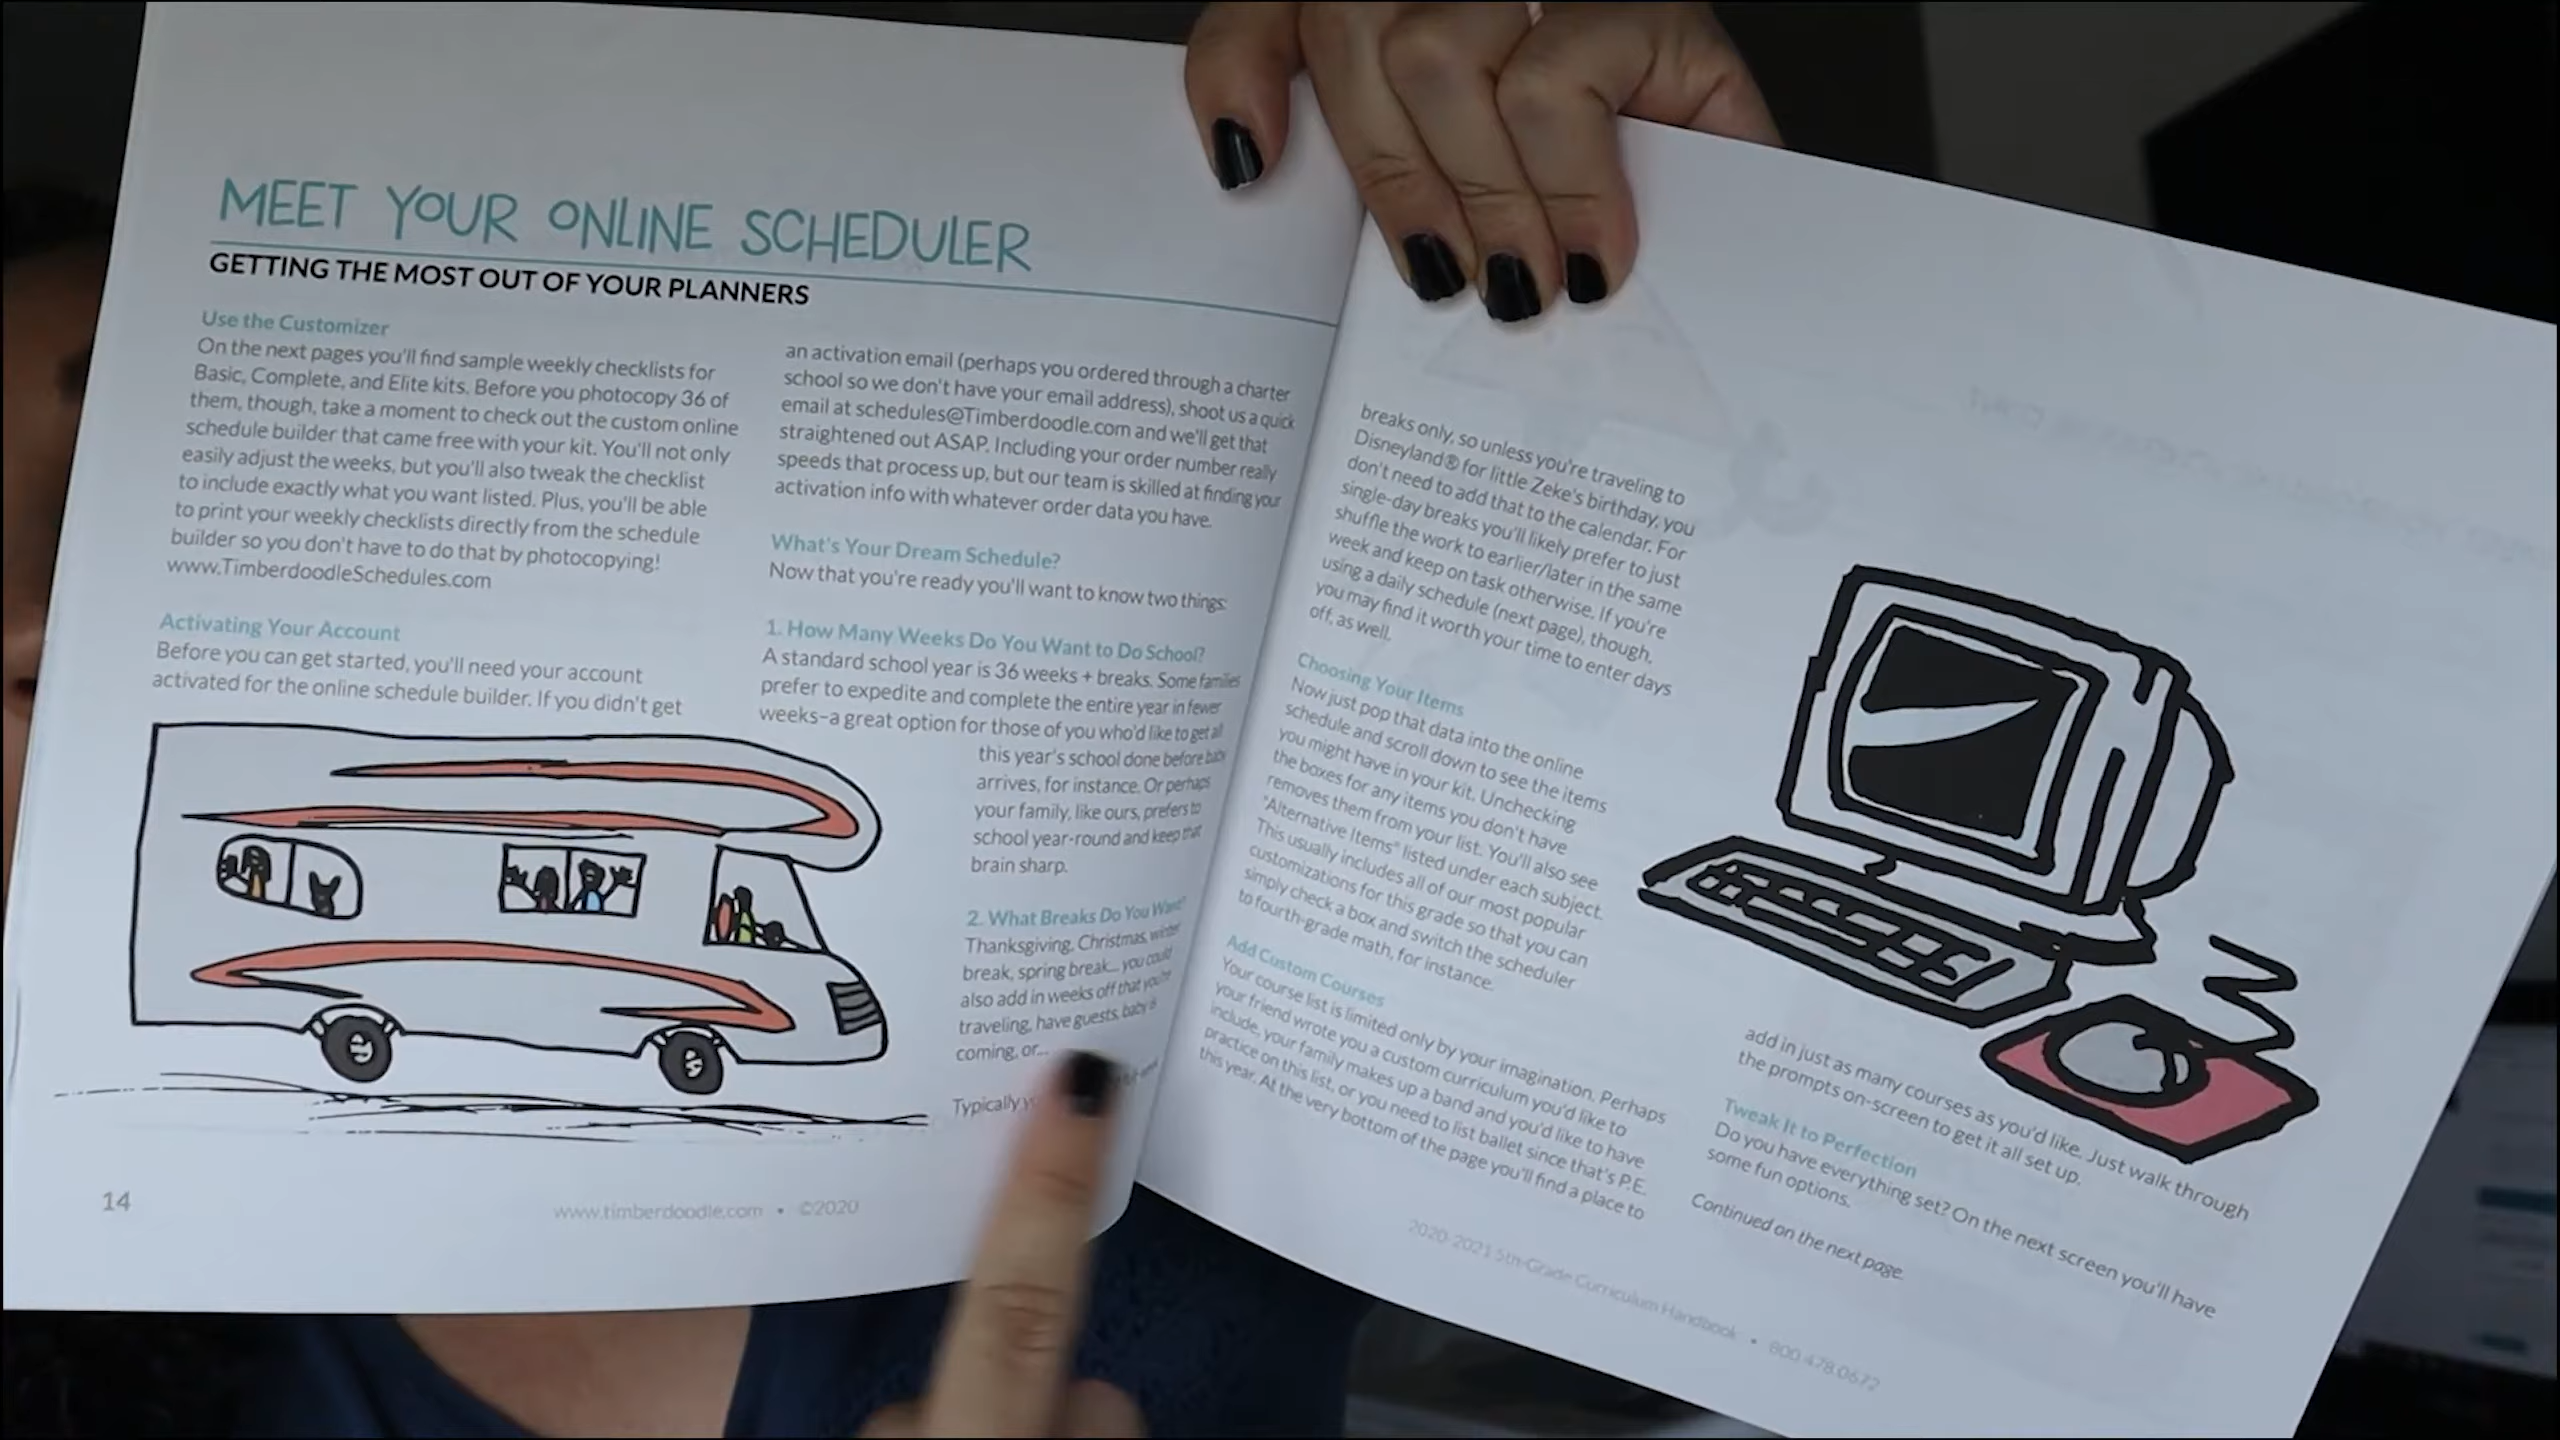 MEET YOUR ONLINE SCHEDULER
GETTING THE MOST OUT OF YOUR PLANNERS
Use the Customizer
On the next pages you'll find sample weekly checklists for
Basic, Complete, and Elite kits. Before you photocopy 36 of
them, though, take a moment to check out the custom online
schedule builder that came free with your kit. You'll not only
easily adjust the weeks, but you'll also tweak the checklist
to include exactly what you want listed. Plus, you'll be able
to print your weekly checklists directly from the schedule
builder so you don't have to do that by photocopying!
www.TimberdoodleSchedules.com
Activating Your Account
Before you can get started, you'll need your account
activated for the online schedule builder. If you didn't get
an activation email (perhaps you ordered through a charter
school so we don't have your email address), shoot us a quick
email at schedules@Timberdoodle.com and we'll get that
straightened out ASAP. Including your order number really
speeds that process up, but our team is skilled at finding your
activation info with whatever order data you have.
What's Your Dream Schedule?
Now that you're ready you'll want to know two things:
1. How Many Weeks Do You Want to Do School?
A standard school year is 36 weeks + breaks. Some families
prefer to expedite and complete the entire year in fewer
weeks–a great option for those of you who'd like to get all
this year's school done before baby
arrives, for instance. Or perhaps
your family, like ours, prefers to
school year-round and keep that
brain sharp.
2. What Breaks Do You Want?
Thanksgiving, Christmas, winter
break, spring break... you could
also add in weeks off that you're
traveling, have guests, baby is
coming, or...
Typically
14
www.timberdoodle.com • ©2020
breaks only, so unless you're traveling to
Disneyland® for little Zeke's birthday, you
don't need to add that to the calendar. For
single-day breaks you'll likely prefer to just
shuffle the work to earlier/later in the same
week and keep on task otherwise. If you're
using a daily schedule (next page), though,
you may find it worth your time to enter days
off, as well.
Choosing Your Items
Now just pop that data into the online
schedule and scroll down to see the items
you might have in your kit. Unchecking
the boxes for any items you don't have
removes them from your list. You'll also see
"Alternative Items" listed under each subject.
This usually includes all of our most popular
customizations for this grade so that you can
simply check a box and switch the scheduler
to fourth-grade math, for instance.
Add Custom Courses
Your course list is limited only by your imagination. Perhaps
your friend wrote you a custom curriculum you'd like to
include, your family makes up a band and you'd like to have
practice on this list, or you need to list ballet since that's P.E.
this year. At the very bottom of the page you'll find a place to
add in just as many courses as you'd like. Just walk through
the prompts on-screen to get it all set up.
Tweak It to Perfection
Do you have everything set? On the next screen you'll have
some fun options.
Continued on the next page.
2020-2021 5th-Grade Curriculum Handbook • 800.478.0672